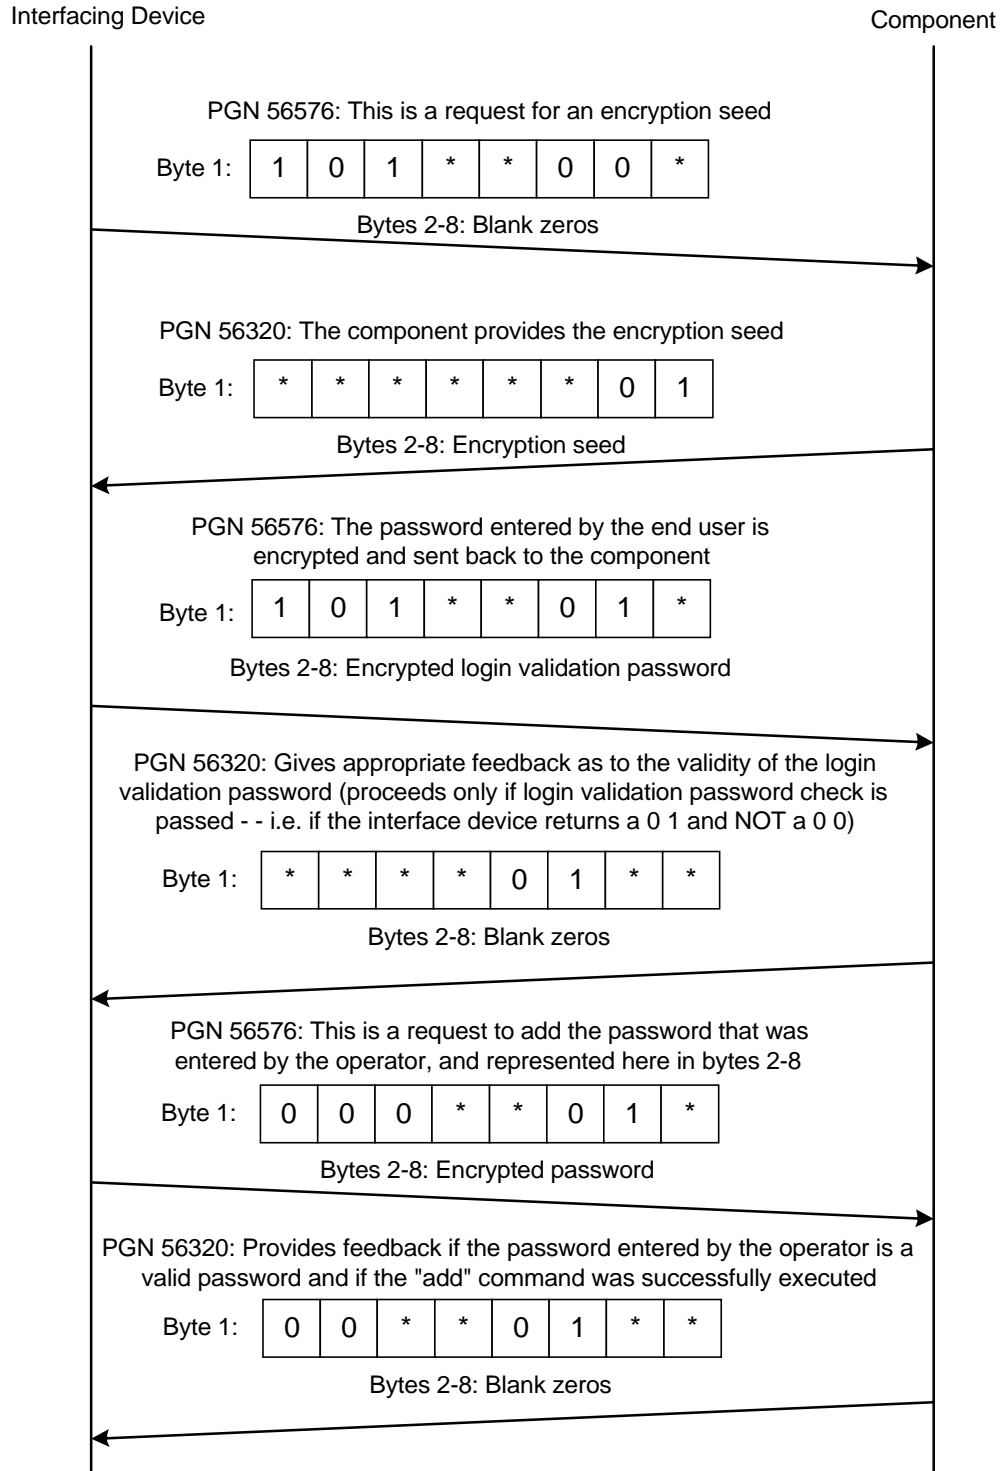 Interfacing Device
Component
PGN 56576: This is a request for an encryption seed
Byte 1: 1 0 1 * * 0 0 *
Bytes 2-8: Blank zeros
PGN 56320: The component provides the encryption seed
Byte 1: * * * * * * 0 1
Bytes 2-8: Encryption seed
PGN 56576: The password entered by the end user is
encrypted and sent back to the component
Byte 1: 1 0 1 * * 0 1 *
Bytes 2-8: Encrypted login validation password
PGN 56320: Gives appropriate feedback as to the validity of the login
validation password (proceeds only if login validation password check is
passed - - i.e. if the interface device returns a 0 1 and NOT a 0 0)
Byte 1: * * * * 0 1 * *
Bytes 2-8: Blank zeros
PGN 56576: This is a request to add the password that was
entered by the operator, and represented here in bytes 2-8
Byte 1: 0 0 0 * * 0 1 *
Bytes 2-8: Encrypted password
PGN 56320: Provides feedback if the password entered by the operator is a
valid password and if the "add" command was successfully executed
Byte 1: 0 0 * * 0 1 * *
Bytes 2-8: Blank zeros